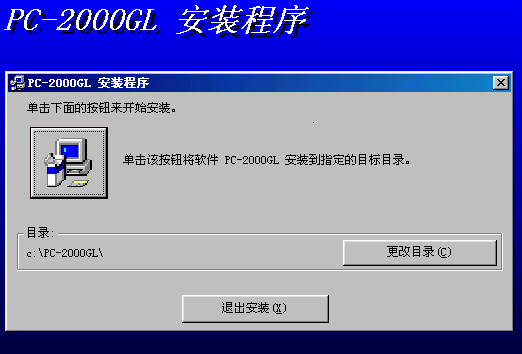 PC-2000GL 安装程序
PC-2000GL 安装程序
单击下面的按钮来开始安装。
单击该按钮将软件 PC-2000GL 安装到指定的目标目录。
目录:
c:\PC-2000GL\
更改目录(C)
退出安装(X)